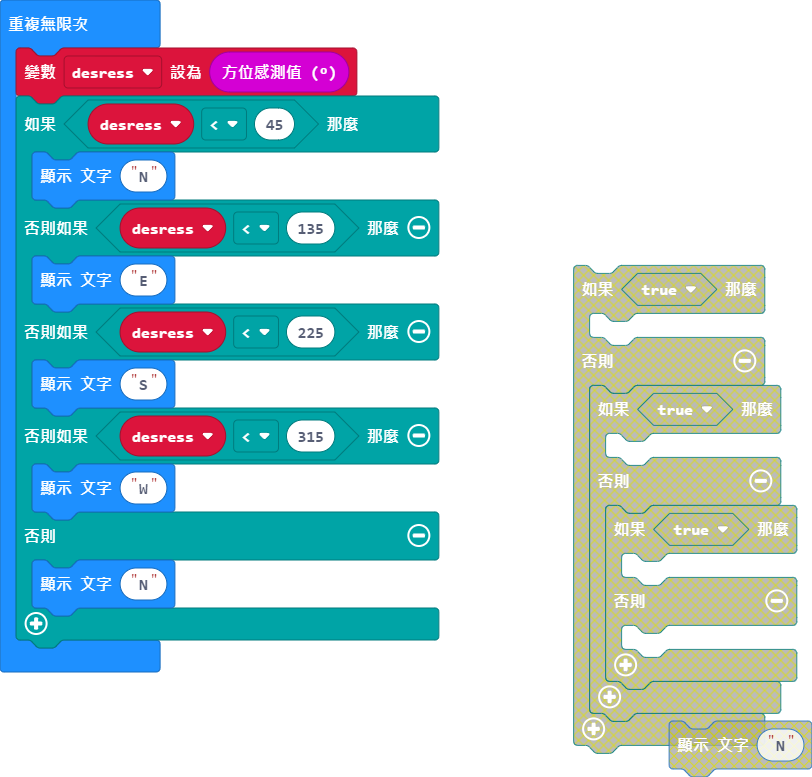 重複無限次
變數 desress 設為 方位感測值 (°)
如果 desress < 45 那麼
顯示 文字 "N"
否則如果 desress < 135 那麼
顯示 文字 "E"
否則如果 desress < 225 那麼
顯示 文字 "S"
否則如果 desress < 315 那麼
顯示 文字 "W"
否則
顯示 文字 "N"
如果 true 那麼
否則
如果 true 那麼
否則
如果 true 那麼
否則
顯示 文字 "N"